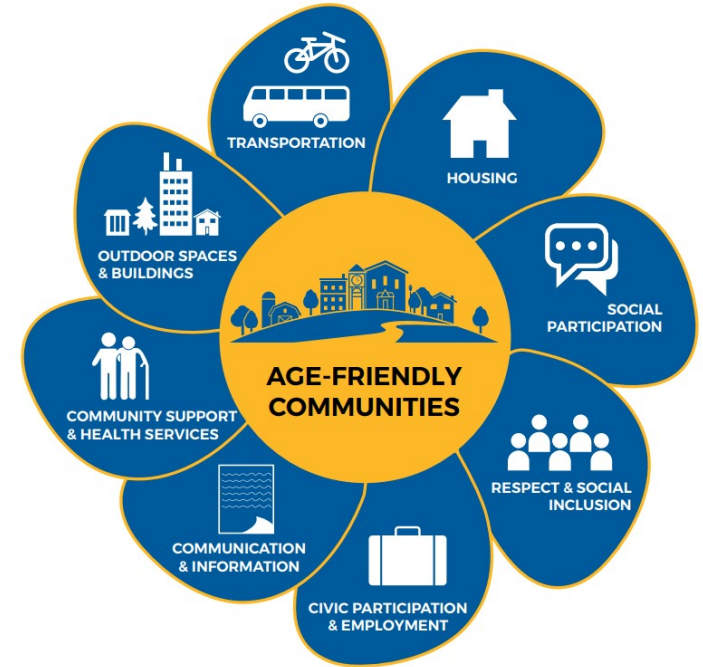 TRANSPORTATION
HOUSING
SOCIAL
PARTICIPATION
RESPECT & SOCIAL
INCLUSION
CIVIC PARTICIPATION
& EMPLOYMENT
COMMUNICATION
& INFORMATION
COMMUNITY SUPPORT
& HEALTH SERVICES
OUTDOOR SPACES
& BUILDINGS
AGE-FRIENDLY
COMMUNITIES